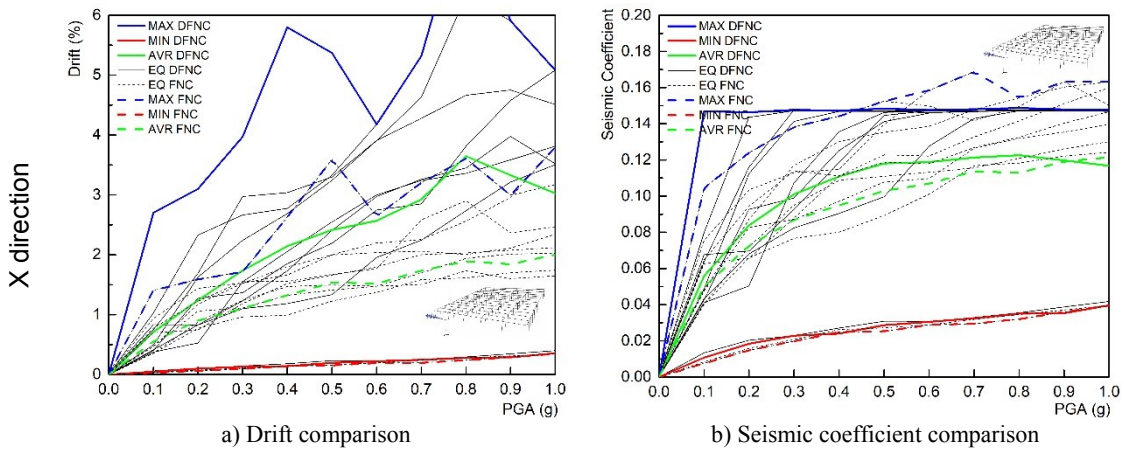 X direction
6
5
4
3
2
1
0
Drift (%)
MAX DFNC
MIN DFNC
AVR DFNC
EQ DFNC
EQ FNC
MAX FNC
MIN FNC
AVR FNC
0.0 0.1 0.2 0.3 0.4 0.5 0.6 0.7 0.8 0.9 1.0
PGA (g)
a) Drift comparison
0.20
0.18
0.16
0.14
0.12
0.10
0.08
0.06
0.04
0.02
0.00
Seismic Coefficient
MAX DFNC
MIN DFNC
AVR DFNC
EQ DFNC
EQ FNC
MAX FNC
MIN FNC
AVR FNC
0.0 0.1 0.2 0.3 0.4 0.5 0.6 0.7 0.8 0.9 1.0
PGA (g)
b) Seismic coefficient comparison